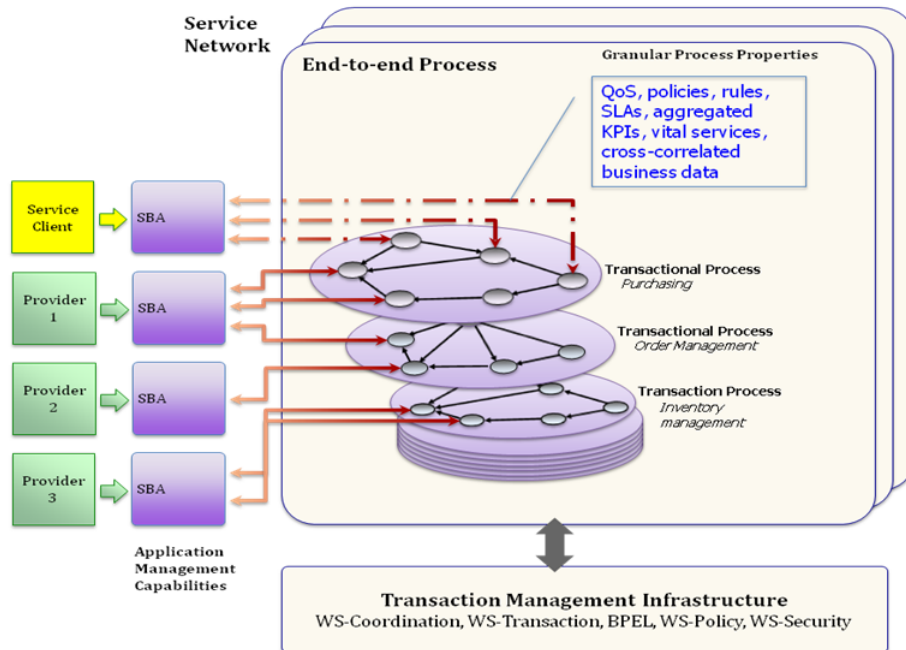 Service
Network
End-to-end Process
Granular Process Properties
QoS, policies, rules,
SLAs, aggregated
KPIs, vital services,
cross-correlated
business data
Service
Client
SBA
Provider
1
SBA
Provider
2
SBA
Provider
3
SBA
Transactional Process
Purchasing
Transactional Process
Order Management
Transaction Process
Inventory
management
Application
Management
Capabilities
Transaction Management Infrastructure
WS-Coordination, WS-Transaction, BPEL, WS-Policy, WS-Security